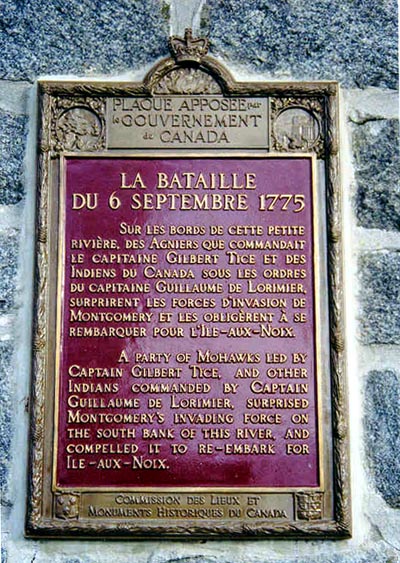 PLAQUE APPOSÉE par
le GOUVERNEMENT
de CANADA
LA BATAILLE
DU 6 SEPTEMBRE 1775
SUR LES BORDS DE CETTE PETITE
RIVIÈRE, DES AGNIERS QUE COMMANDAIT
LE CAPITAINE GILBERT TICE ET DES
INDIENS DU CANADA SOUS LES ORDRES
DU CAPITAINE GUILLAUME DE LORIMIER,
SURPRIRENT LES FORCES D'INVASION DE
MONTGOMERY ET LES OBLIGÈRENT À SE
REMBARQUER POUR L'ILE-AUX-NOIX.
A PARTY OF MOHAWKS LED BY
CAPTAIN GILBERT TICE, AND OTHER
INDIANS COMMANDED BY CAPTAIN
GUILLAUME DE LORIMIER, SURPRISED
MONTGOMERY'S INVADING FORCE ON
THE SOUTH BANK OF THIS RIVER, AND
COMPELLED IT TO RE-EMBARK FOR
ILE-AUX-NOIX.
COMMISSION DES LIEUX ET
MONUMENTS HISTORIQUES DU CANADA